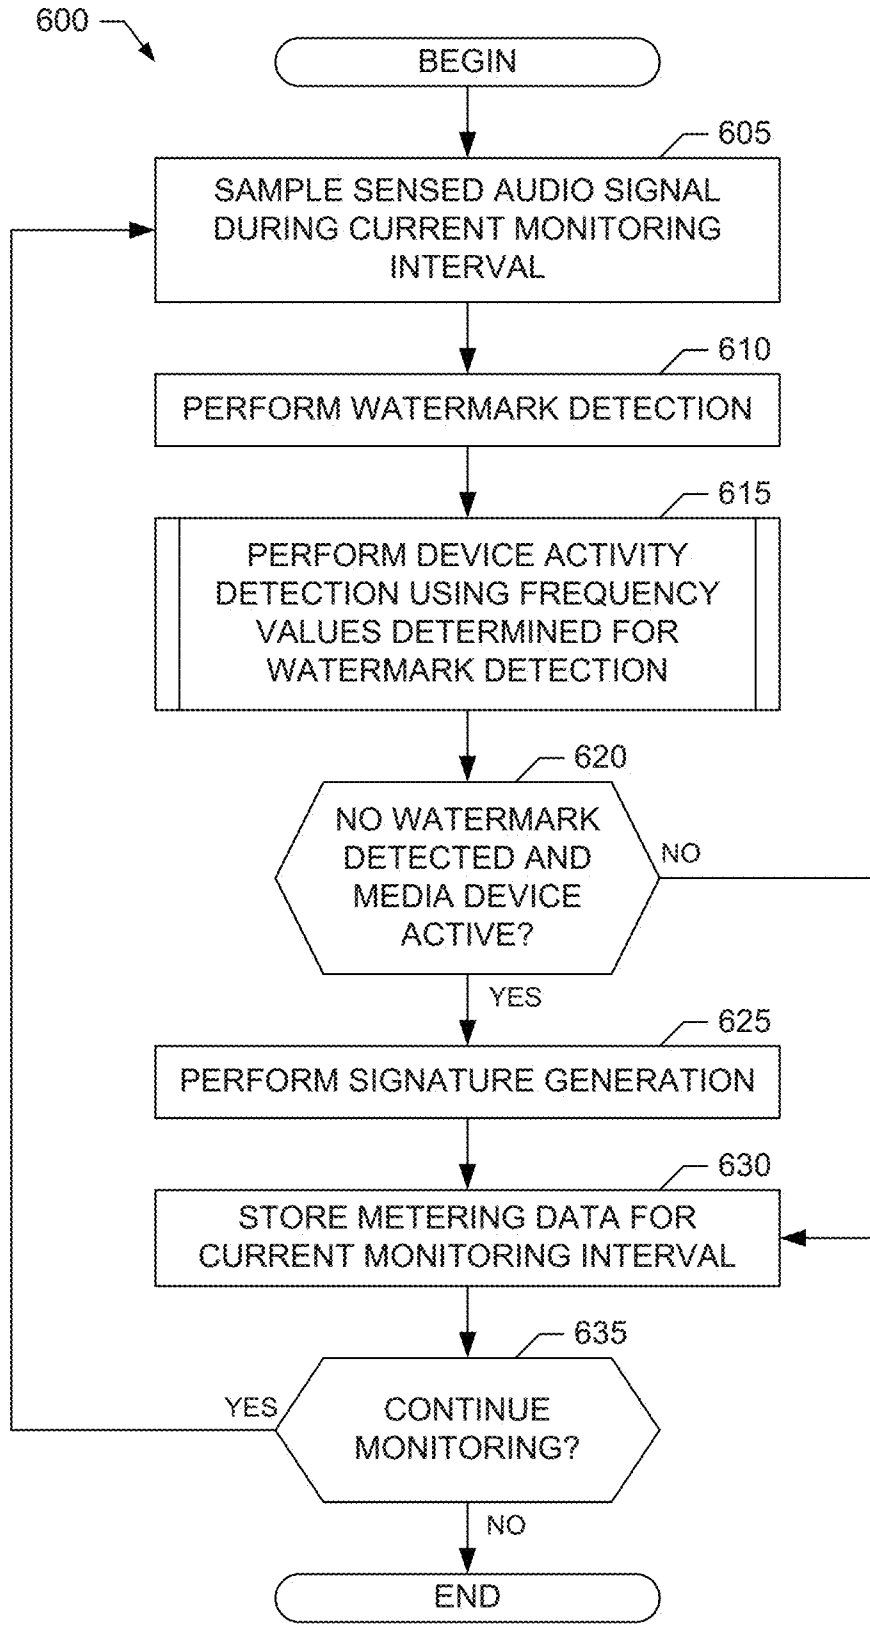 600
BEGIN
605
SAMPLE SENSED AUDIO SIGNAL
DURING CURRENT MONITORING
INTERVAL
610
PERFORM WATERMARK DETECTION
615
PERFORM DEVICE ACTIVITY
DETECTION USING FREQUENCY
VALUES DETERMINED FOR
WATERMARK DETECTION
620
NO WATERMARK
DETECTED AND
MEDIA DEVICE
ACTIVE?
NO
YES
625
PERFORM SIGNATURE GENERATION
630
STORE METERING DATA FOR
CURRENT MONITORING INTERVAL
635
YES
CONTINUE
MONITORING?
NO
END